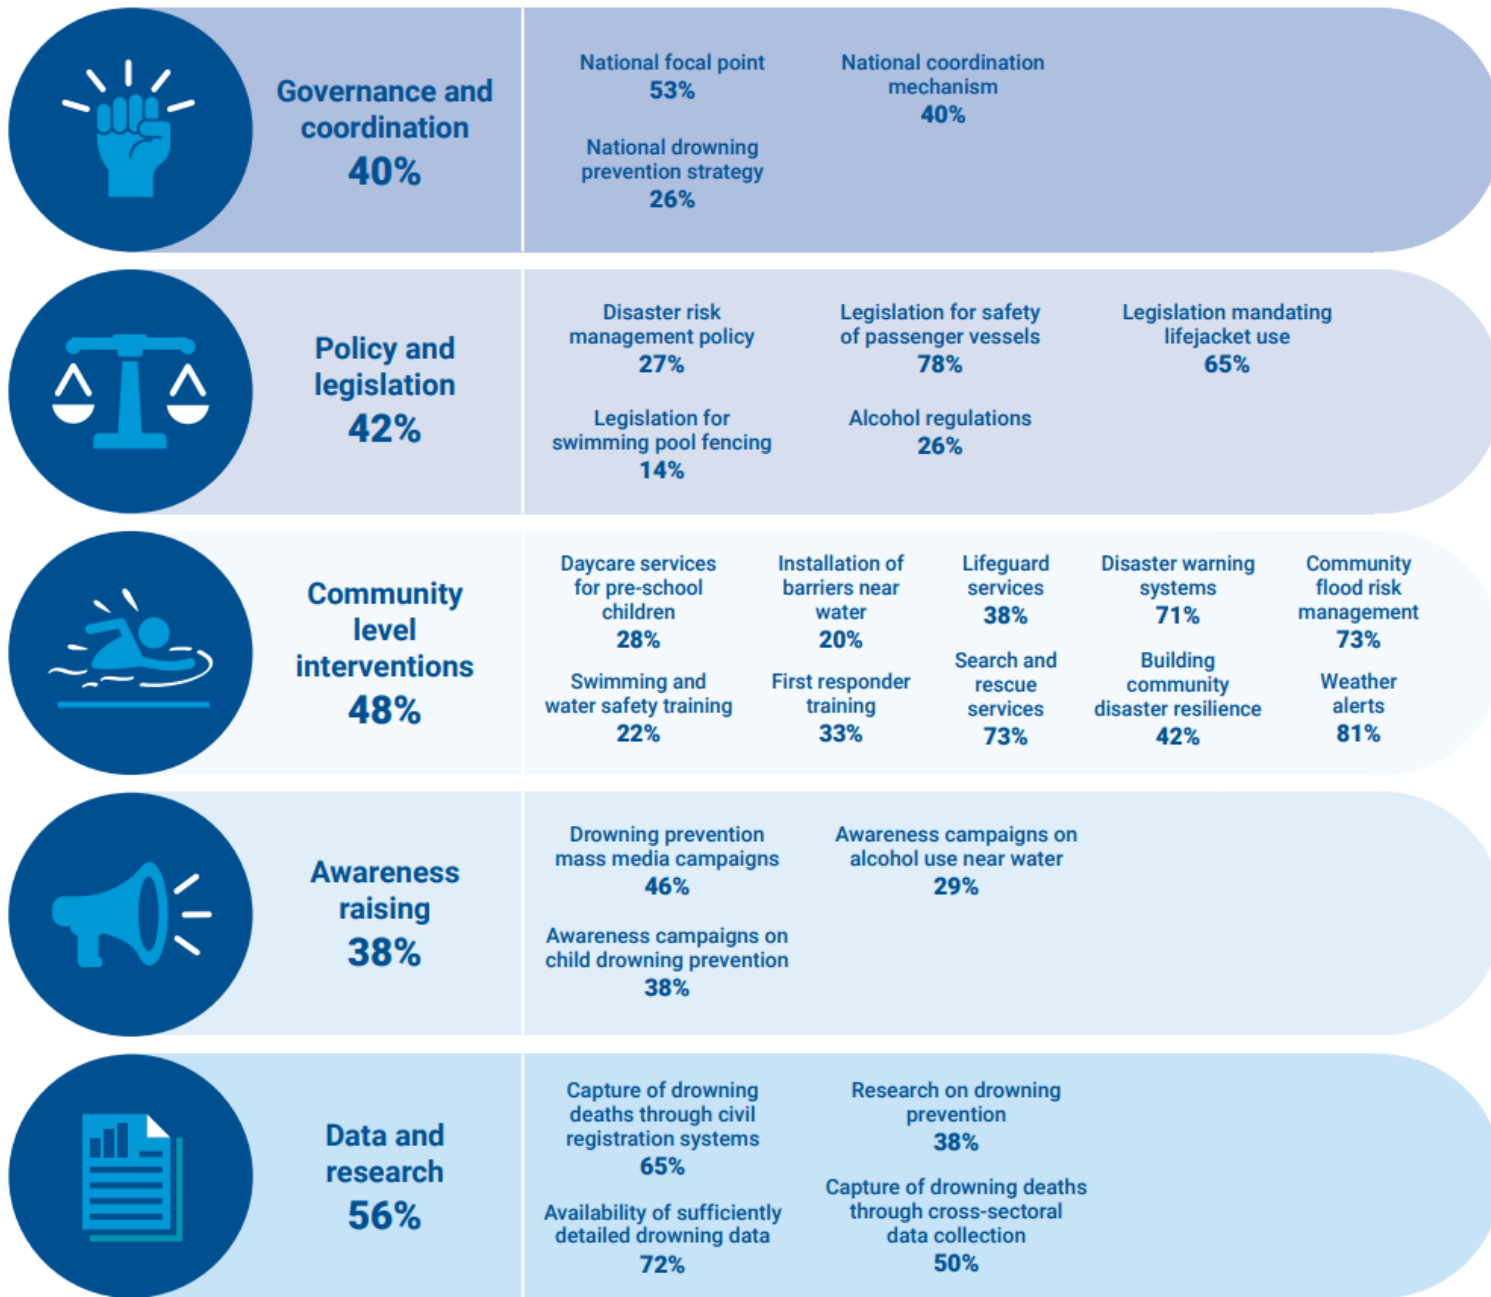 Governance and
coordination
40%
National focal point
53%
National coordination
mechanism
40%
National drowning
prevention strategy
26%
Policy and
legislation
42%
Disaster risk
management policy
27%
Legislation for safety
of passenger vessels
78%
Legislation mandating
lifejacket use
65%
Legislation for
swimming pool fencing
14%
Alcohol regulations
26%
Community
level
interventions
48%
Daycare services
for pre-school
children
28%
Installation of
barriers near
water
20%
Lifeguard
services
38%
Disaster warning
systems
71%
Community
flood risk
management
73%
Swimming and
water safety training
22%
First responder
training
33%
Search and
rescue
services
73%
Building
community
disaster resilience
42%
Weather
alerts
81%
Awareness
raising
38%
Drowning prevention
mass media campaigns
46%
Awareness campaigns on
alcohol use near water
29%
Awareness campaigns on
child drowning prevention
38%
Data and
research
56%
Capture of drowning
deaths through civil
registration systems
65%
Research on drowning
prevention
38%
Availability of sufficiently
detailed drowning data
72%
Capture of drowning deaths
through cross-sectoral
data collection
50%